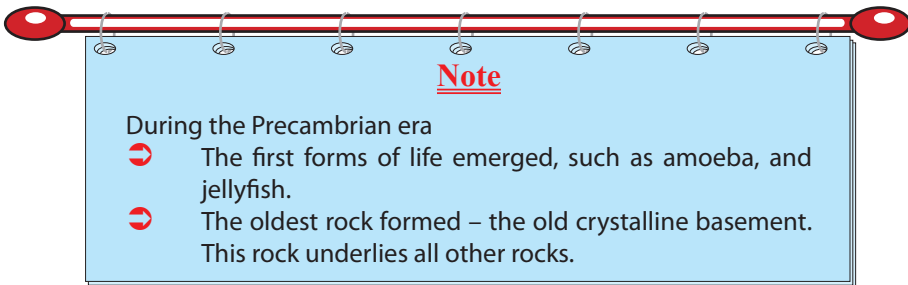 Note
During the Precambrian era
➲ The first forms of life emerged, such as amoeba, and
jellyfish.
➲ The oldest rock formed – the old crystalline basement.
This rock underlies all other rocks.